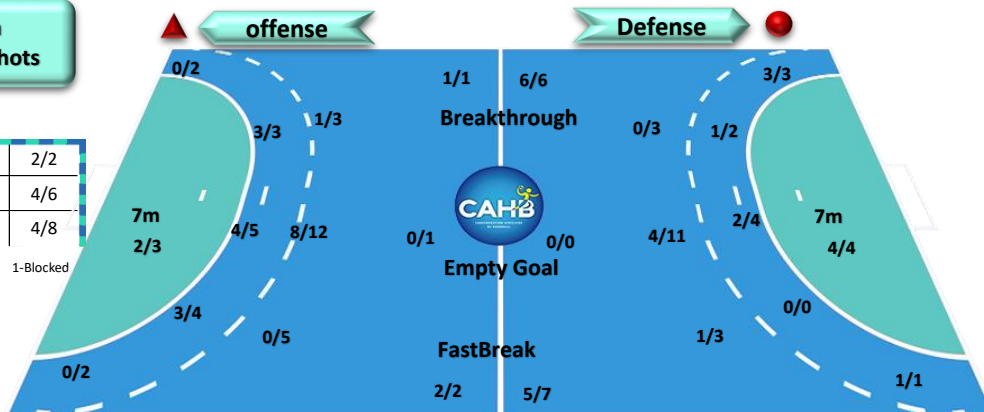 offense
Defense
hots
0/2
1/1
6/6
3/3
1/3
Breakthrough
0/3
1/2
3/3
2/2
4/6
4/8
1-Blocked
7m
2/3
4/5
8/12
0/1
CAHB
0/0
4/11
2/4
7m
4/4
Empty Goal
3/4
0/5
FastBreak
0/0
1/3
0/2
2/2
5/7
1/1